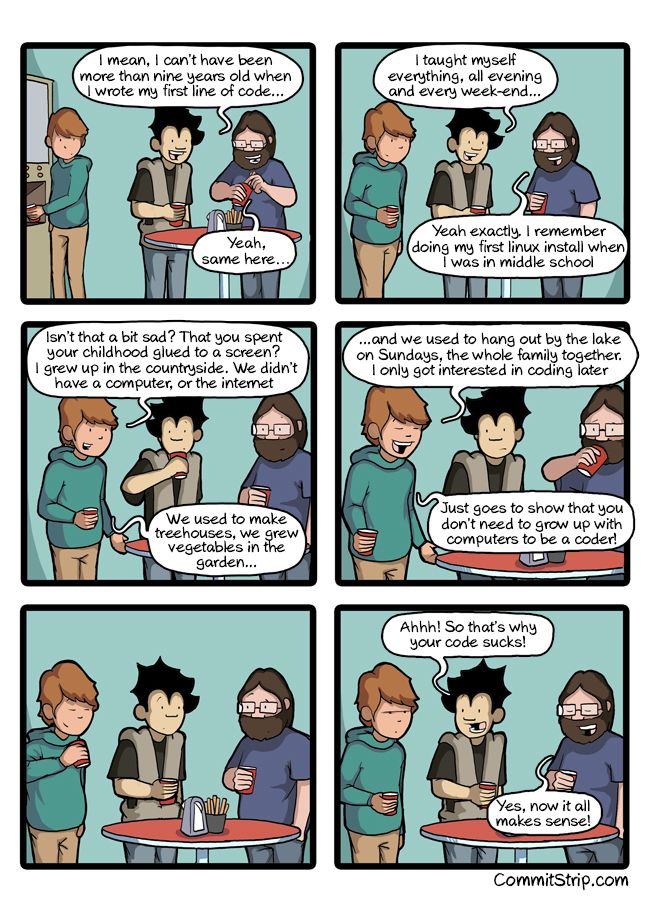 I mean, I can't have been
more than nine years old when
I wrote my first line of code...
Yeah,
same here...
I taught myself
everything, all evening
and every week-end...
Yeah exactly. I remember
doing my first linux install when
I was in middle school
Isn't that a bit sad? That you spent
your childhood glued to a screen?
I grew up in the countryside. We didn't
have a computer, or the internet
We used to make
treehouses, we grew
vegetables in the
garden...
...and we used to hang out by the lake
on Sundays, the whole family together.
I only got interested in coding later
Just goes to show that you
don't need to grow up with
computers to be a coder!
Ahhh! So that's why
your code sucks!
Yes, now it all
makes sense!
CommitStrip.com